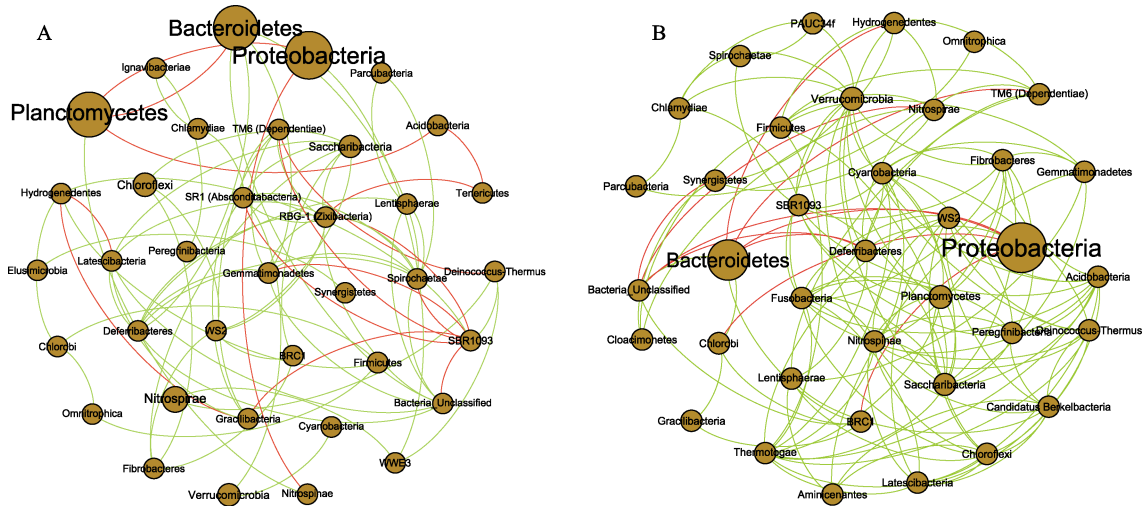 A
Bacteroidetes
Proteobacteria
Ignavibacteriae
Parcubacteria
Planctomycetes
Chlamydiae
TM6 (Dependentiae)
Acidobacteria
Saccharibacteria
Hydrogenedentes
Chloroflexi
SR1 (Absconditabacteria)
Tenericutes
Lentisphaerae
RBG-1 (Zixibacteria)
Peregrinibacteria
Elusimicrobia
Latescibacteria
Gemmatimonadetes
Spirochaetae
Deinococcus-Thermus
Synergistetes
Deferribacteres
WS2
SBR1093
Chlorobi
BRC1
Firmicutes
Nitrospirae
Bacteria_Unclassified
Omnitrophica
Gracilibacteria
Cyanobacteria
Fibrobacteres
WWE3
Verrucomicrobia
Nitrospinae
B
PAUC34f
Hydrogenedentes
Omnitrophica
Spirochaetae
TM6 (Dependentiae)
Chlamydiae
Verrucomicrobia
Nitrospirae
Firmicutes
Fibrobacteres
Gemmatimonadetes
Parcubacteria
Synergistetes
Cyanobacteria
SBR1093
WS2
Proteobacteria
Bacteroidetes
Deferribacteres
Acidobacteria
Bacteria_Unclassified
Fusobacteria
Planctomycetes
Cloacimonetes
Chlorobi
Nitrospinae
Peregrinibacteria
Deinococcus-Thermus
Lentisphaerae
Saccharibacteria
Gracilibacteria
BRC1
Candidatus Berkelbacteria
Thermotogae
Chloroflexi
Aminicenantes
Latescibacteria